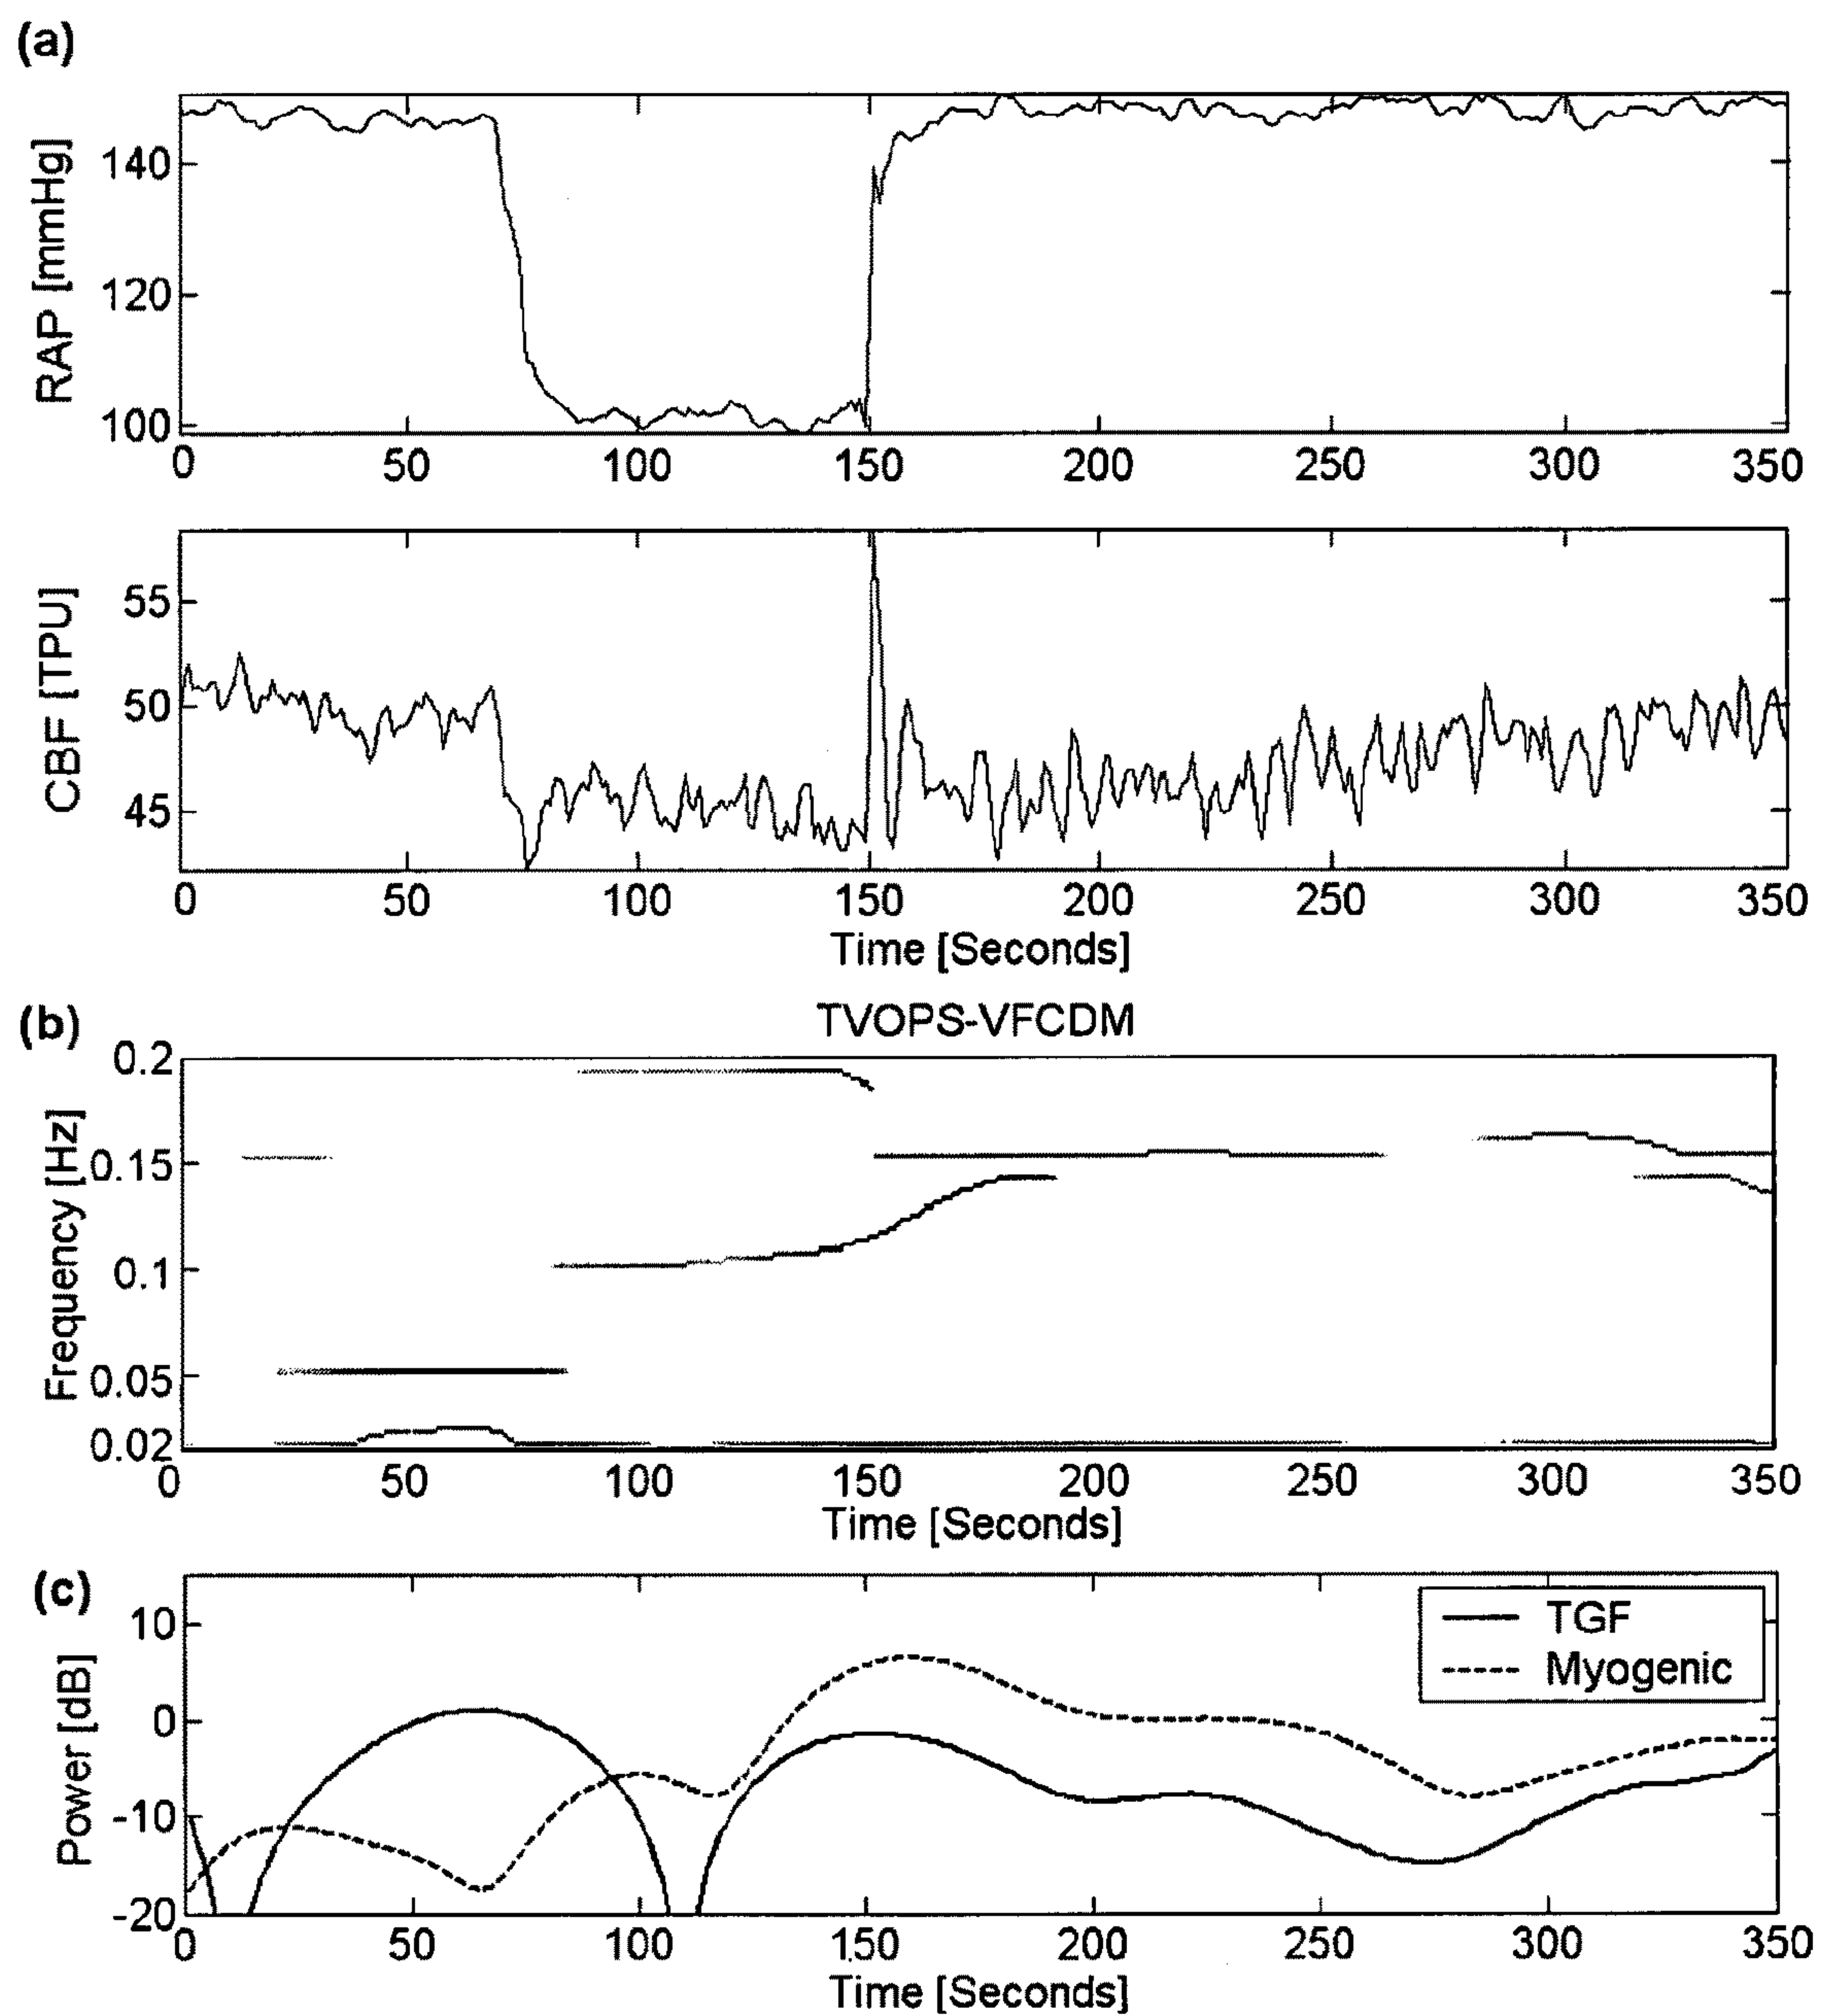 (a)
RAP [mmHg]
140
120
100
0 50 100 150 200 250 300 350
CBF [TPU]
55
50
45
0 50 100 150 200 250 300 350
Time [Seconds]
(b)
TVOPS-VFCDM
Frequency [Hz]
0.2
0.15
0.1
0.05
0.02
0 50 100 150 200 250 300 350
Time [Seconds]
(c)
Power [dB]
10
0
-10
-20
TGF
Myogenic
0 50 100 150 200 250 300 350
Time [Seconds]